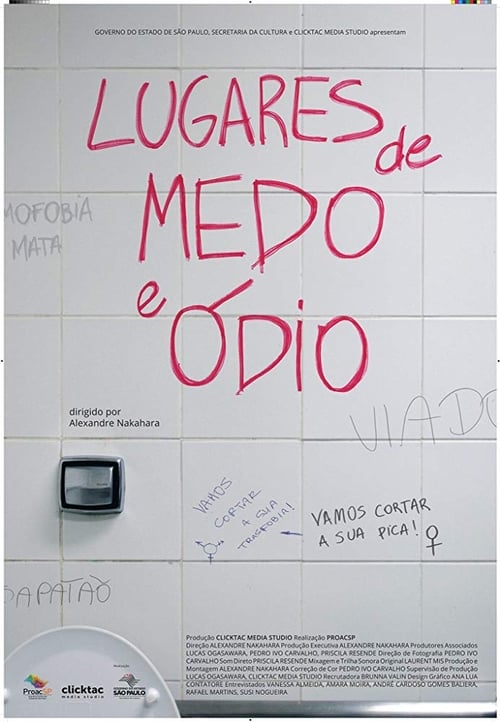 GOVERNO DO ESTADO DE SÃO PAULO, SECRETARIA DA CULTURA e CLICKTAC MEDIA STUDIO apresentam
LUGARES
de
MEDO
e
ÓDIO
MOFOBIA
MATA
dirigido por
Alexandre Nakahara
VIADO
VAMOS
CORTAR
A SUA
TRASFOBIA!
VAMOS CORTAR
A SUA PICA!
SAPATÃO
Produção CLICKTAC MEDIA STUDIO Realização PROACSP
Direção ALEXANDRE NAKAHARA Produção Executiva ALEXANDRE NAKAHARA Produtores Associados
LUCAS OGASAWARA, PEDRO IVO CARVALHO, PRISCILA RESENDE Direção de Fotografia PEDRO IVO
CARVALHO Som Direto PRISCILA RESENDE Mixagem e Trilha Sonora Original LAURENT MIS Produção e
Montagem ALEXANDRE NAKAHARA Correção de Cor PEDRO IVO CARVALHO Supervisão de Produção
LUCAS OGASAWARA, CLICKTAC MEDIA STUDIO Recrutadora BRUNNA VALIN Design Gráfico ANA LUA
CONTATORE Entrevistados VANESSA ALMEIDA, AMARA MOIRA, ANDRÉ CARDOSO GOMES BALIERA,
RAFAEL MARTINS, SUSI NOGUEIRA
Realização
ProacSP
clicktac
media studio
GOVERNO DO ESTADO
SÃO PAULO